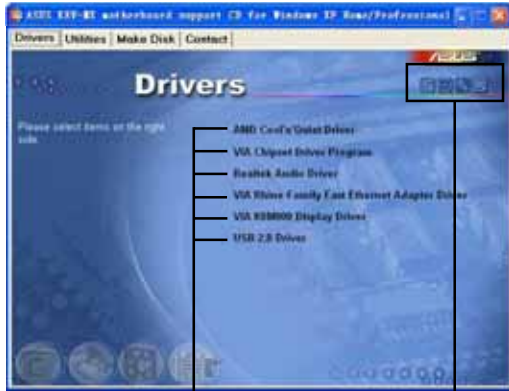 ASUS K8V-MX motherboard support CD for Windows XP Home/Professional
Drivers Utilities Make Disk Contact
Drivers
Please select items on the right
side.
AMD Cool'n'Quiet Driver
VIA Chipset Driver Program
Realtek Audio Driver
VIA Rhine Family Fast Ethernet Adapter Driver
VIA K8M800 Display Driver
USB 2.0 Driver